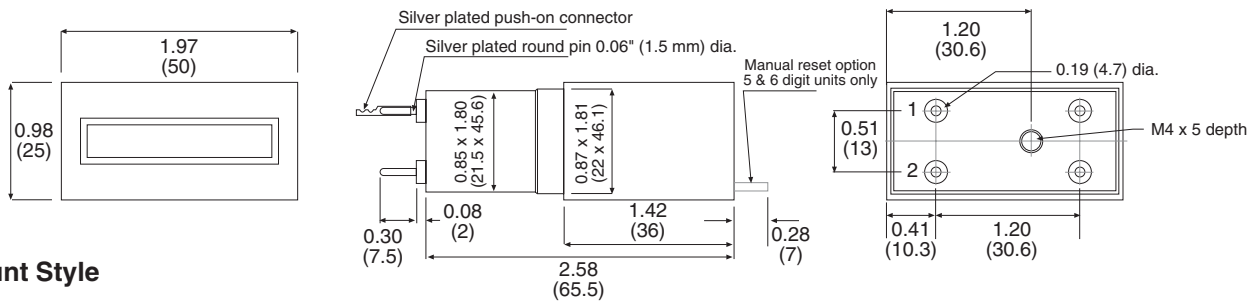 1.97
(50)
0.98
(25)
Silver plated push-on connector
Silver plated round pin 0.06" (1.5 mm) dia.
Manual reset option
5 & 6 digit units only
0.85 x 1.80
(21.5 x 45.6)
0.87 x 1.81
(22 x 46.1)
0.30
(7.5)
0.08
(2)
1.42
(36)
0.28
(7)
2.58
(65.5)
1.20
(30.6)
0.19 (4.7) dia.
1
0.51
(13)
M4 x 5 depth
2
0.41
(10.3)
1.20
(30.6)
Style